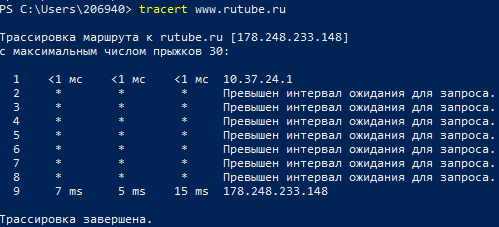 PS C:\Users\206940> tracert www.rutube.ru
Трассировка маршрута к rutube.ru [178.248.233.148]
с максимальным числом прыжков 30:
1 <1 мс <1 мс <1 мс 10.37.24.1
2 * * * Превышен интервал ожидания для запроса.
3 * * * Превышен интервал ожидания для запроса.
4 * * * Превышен интервал ожидания для запроса.
5 * * * Превышен интервал ожидания для запроса.
6 * * * Превышен интервал ожидания для запроса.
7 * * * Превышен интервал ожидания для запроса.
8 * * * Превышен интервал ожидания для запроса.
9 7 ms 5 ms 15 ms 178.248.233.148
Трассировка завершена.